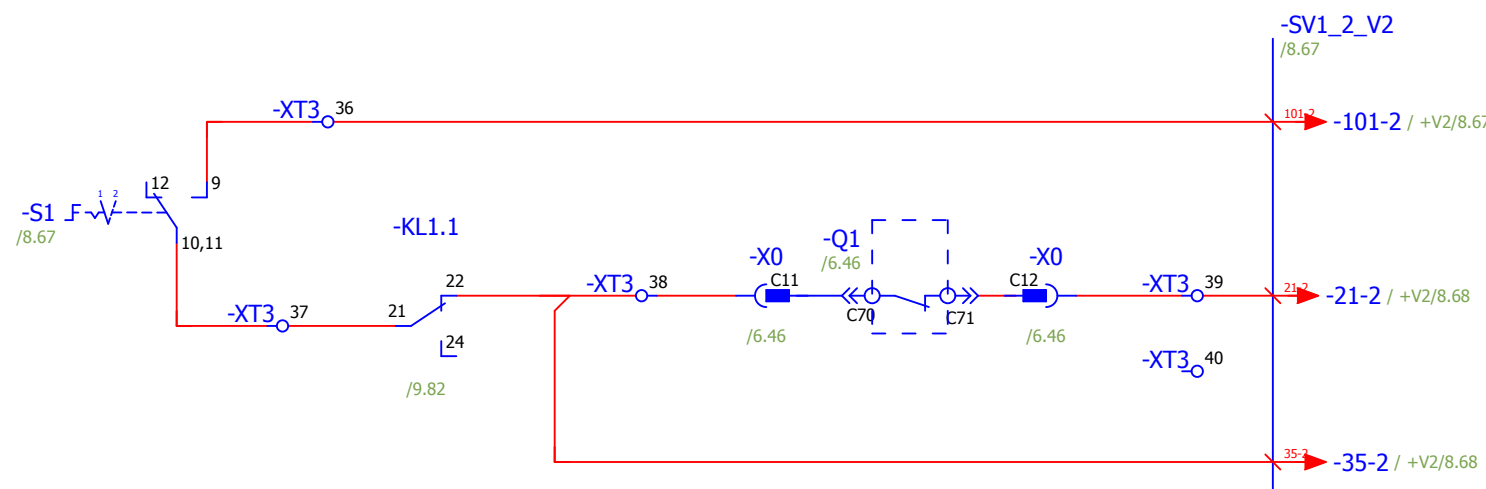 -SV1_2_V2
/8.67
-XT3 36
101-2
-101-2 / +V2/8.67
1 2
12
9
-S1
/8.67
10,11
-KL1.1
-Q1
/6.46
-X0
-X0
22
-XT3 38
C11
C12
-XT3 39
21-2
-21-2 / +V2/8.68
-XT3 37
21
C70
C71
/6.46
/6.46
24
-XT3 40
/9.82
35-2
-35-2 / +V2/8.68